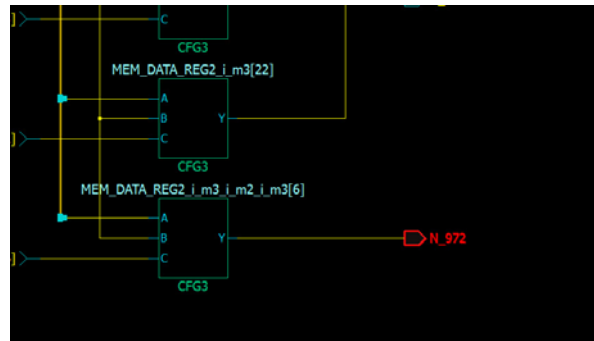 ]
C
CFG3
MEM_DATA_REG2_i_m3[22]
A
B Y
]
C
CFG3
MEM_DATA_REG2_i_m3_i_m2_i_m3[6]
A
B Y N_972
]
C
CFG3